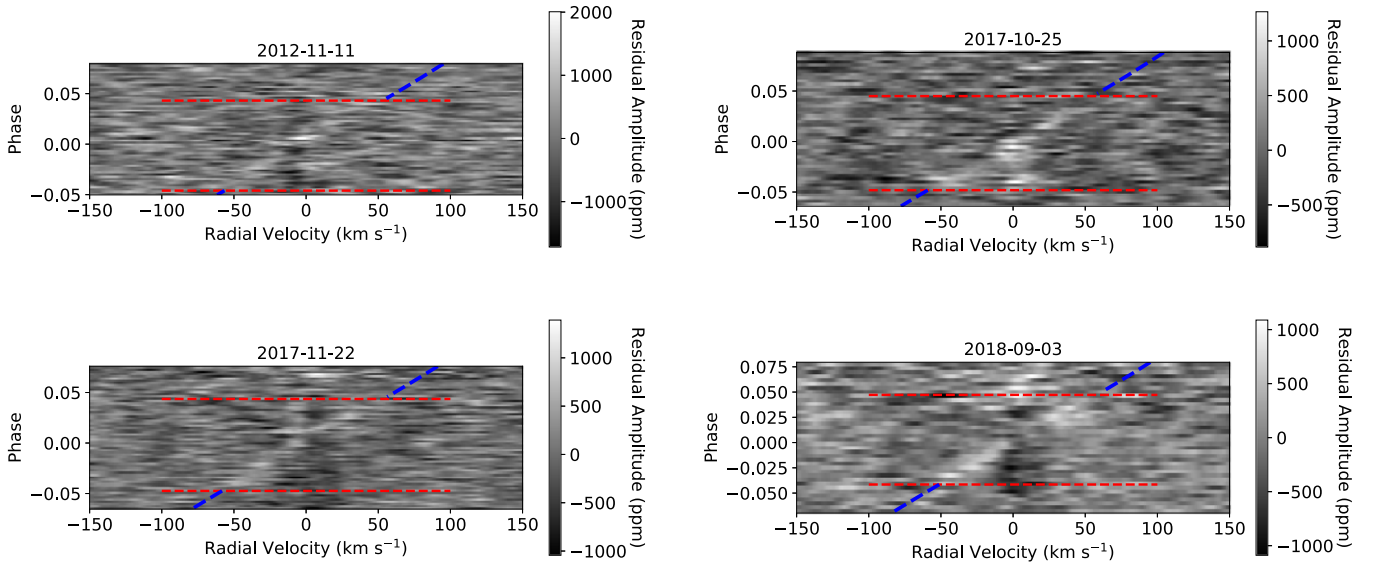 2012-11-11
2000
1000
0
−1000
Residual Amplitude (ppm)
0.05
0.00
−0.05
Phase
−150 −100 −50 0 50 100 150
Radial Velocity (km s⁻¹)
2017-10-25
1000
500
0
−500
Residual Amplitude (ppm)
0.05
0.00
−0.05
Phase
−150 −100 −50 0 50 100 150
Radial Velocity (km s⁻¹)
2017-11-22
1000
500
0
−500
−1000
Residual Amplitude (ppm)
0.05
0.00
−0.05
Phase
−150 −100 −50 0 50 100 150
Radial Velocity (km s⁻¹)
2018-09-03
1000
500
0
−500
−1000
Residual Amplitude (ppm)
0.075
0.050
0.025
0.000
−0.025
−0.050
Phase
−150 −100 −50 0 50 100 150
Radial Velocity (km s⁻¹)